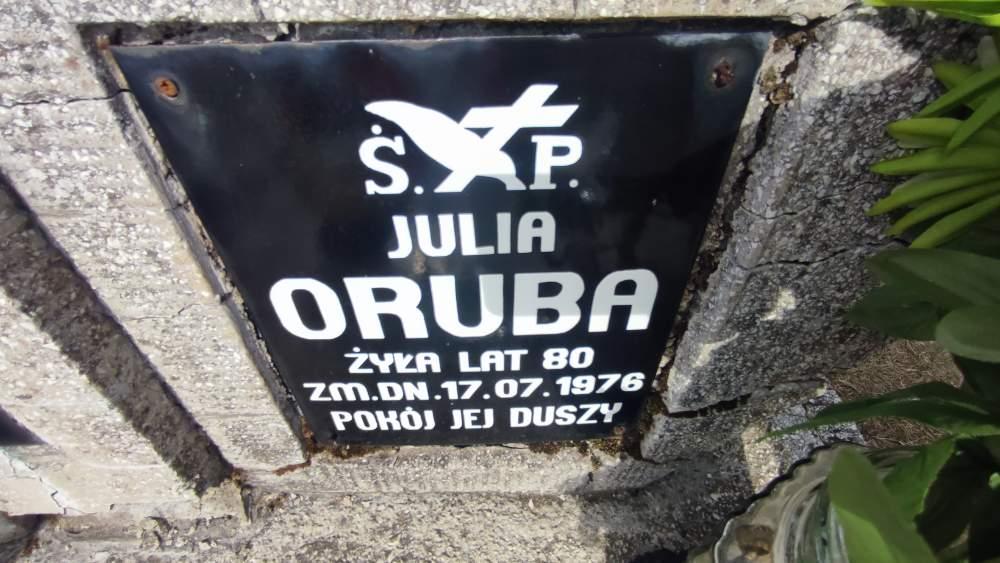 Ś. P.
JULIA
ORUBA
ŻYŁA LAT 80
ZM.DN.17.07.1976
POKÓJ JEJ DUSZY